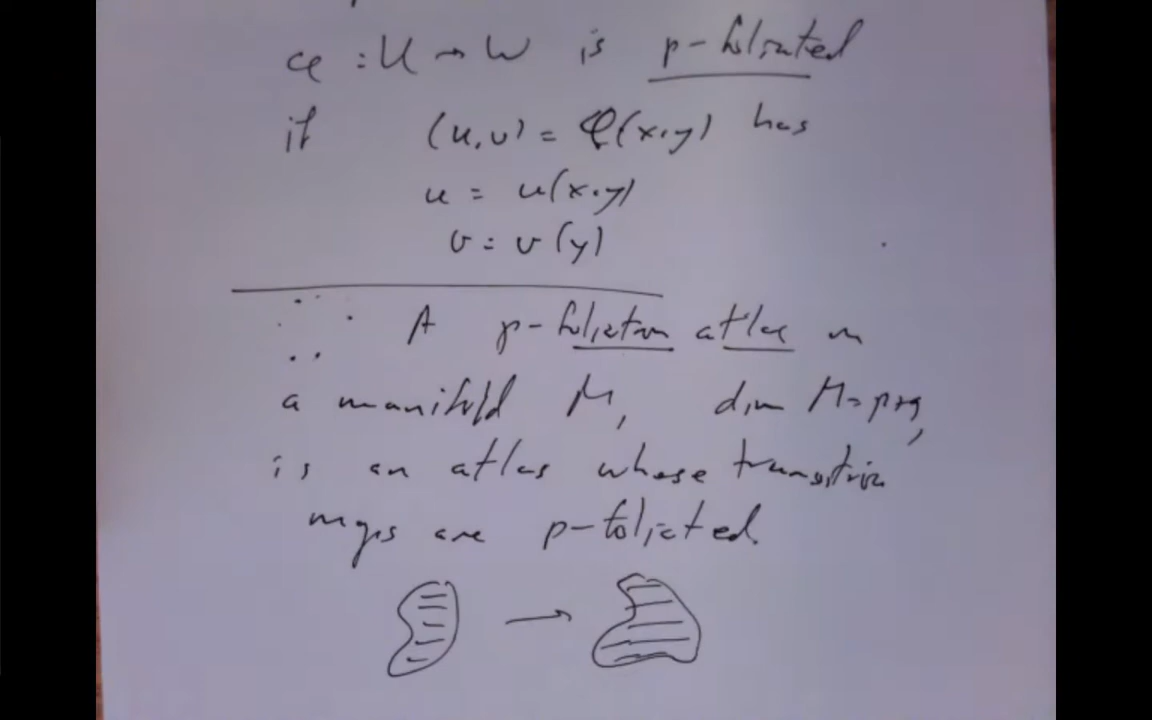 φ : U → W is p-foliated
if (u,v) = φ(x,y) has
u = u(x,y)
v = v(y)
∴ A p-foliation atlas on
a manifold M, dim M = p+q,
is an atlas whose transition
maps are p-foliated.